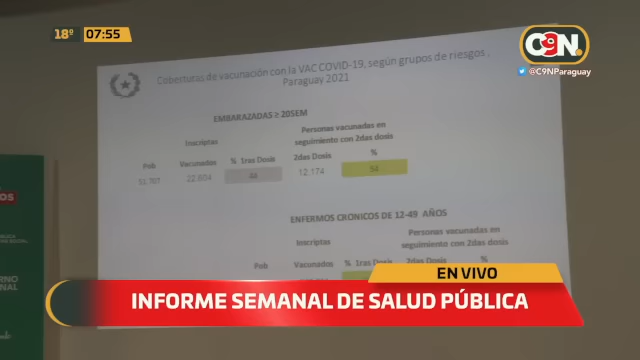 18º 07:55
C9N
@C9NParaguay
Coberturas de vacunación con la VAC COVID-19, según grupos de riesgos.
Paraguay 2021
EMBARAZADAS ≥ 20SEM
Inscriptas
Personas vacunadas en
seguimiento con 2das dosis
Pob Vacunados % 1ras Dosis 2das Dosis %
22.604 44 12.174 54
ENFERMOS CRONICOS DE 12-49 AÑOS
Inscriptas
Personas vacunadas en
seguimiento con 2das dosis
Pob Vacunados % 1ras Dosis 2das Dosis %
EN VIVO
INFORME SEMANAL DE SALUD PÚBLICA